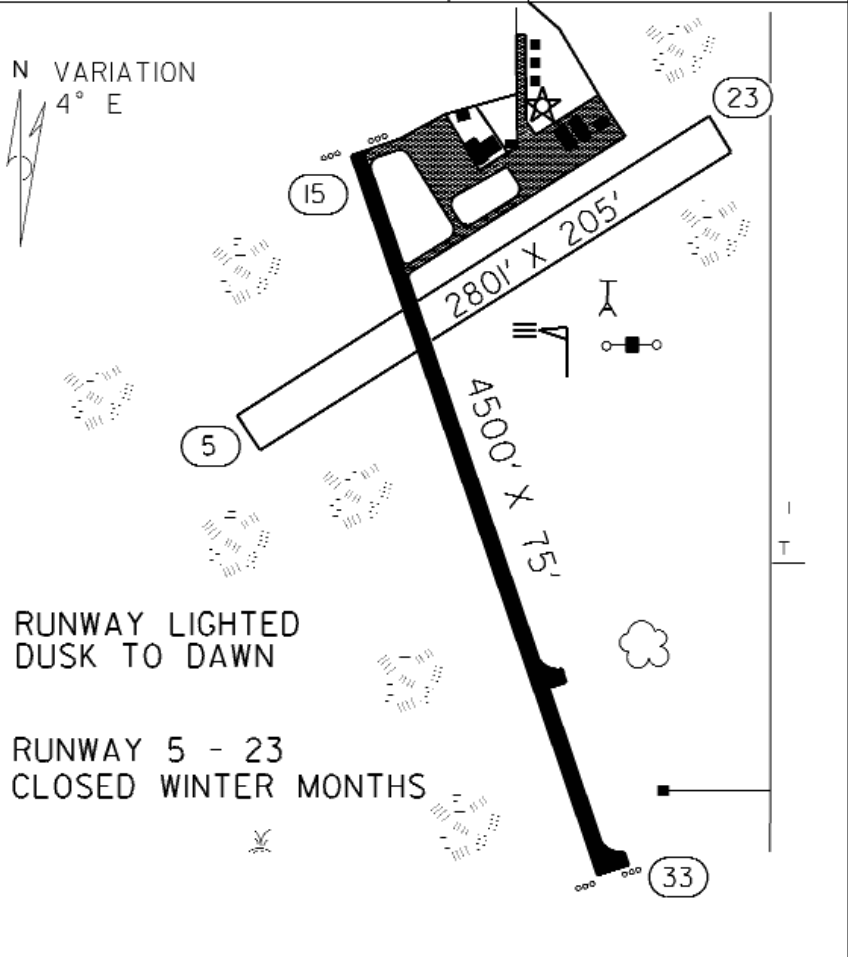 N VARIATION
4° E
23
15
2801' X 205'
5
4500' X 75'
T
RUNWAY LIGHTED
DUSK TO DAWN
RUNWAY 5 - 23
CLOSED WINTER MONTHS
33